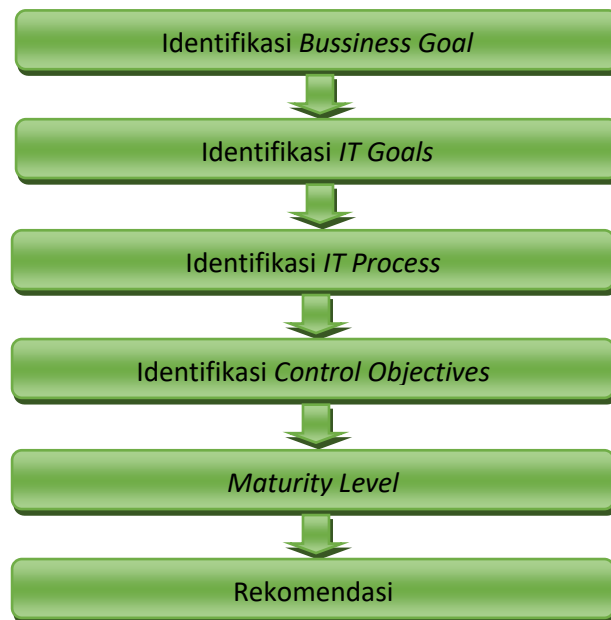 Identifikasi Bussiness Goal
Identifikasi IT Goals
Identifikasi IT Process
Identifikasi Control Objectives
Maturity Level
Rekomendasi